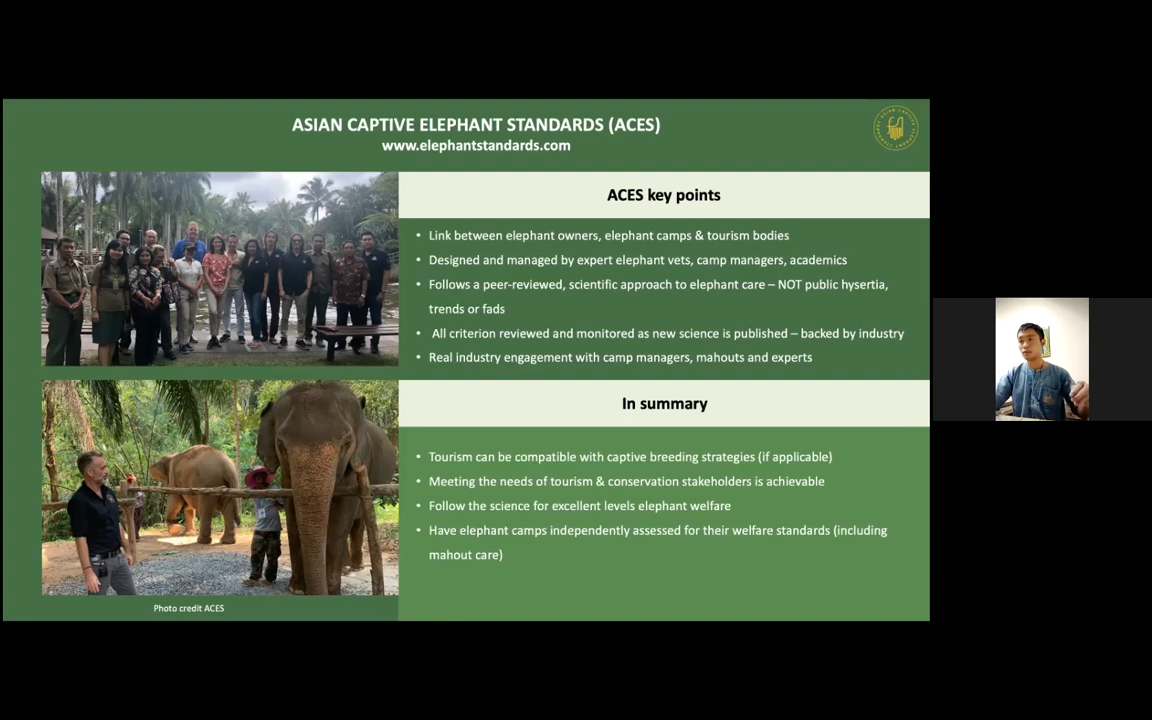 ASIAN CAPTIVE ELEPHANT STANDARDS (ACES)
www.elephantstandards.com
ACES key points
• Link between elephant owners, elephant camps & tourism bodies
• Designed and managed by expert elephant vets, camp managers, academics
• Follows a peer-reviewed, scientific approach to elephant care – NOT public hysertia,
trends or fads
• All criterion reviewed and monitored as new science is published – backed by industry
• Real industry engagement with camp managers, mahouts and experts
In summary
• Tourism can be compatible with captive breeding strategies (if applicable)
• Meeting the needs of tourism & conservation stakeholders is achievable
• Follow the science for excellent levels elephant welfare
• Have elephant camps independently assessed for their welfare standards (including
mahout care)
Photo credit ACES